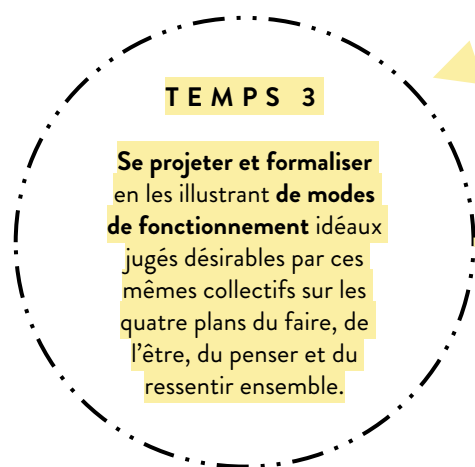 TEMPS 3
Se projeter et formaliser
en les illustrant de modes
de fonctionnement idéaux
jugés désirables par ces
mêmes collectifs sur les
quatre plans du faire, de
l'être, du penser et du
ressentir ensemble.